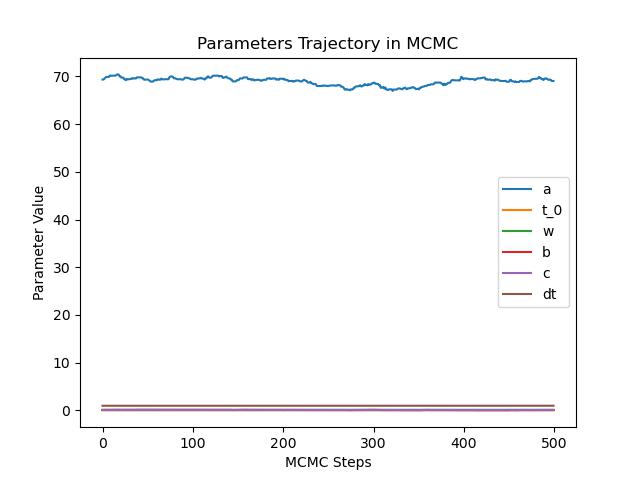 Parameters Trajectory in MCMC
Parameter Value
70
60
50
40
30
20
10
0
a
t_0
w
b
c
dt
0 100 200 300 400 500
MCMC Steps